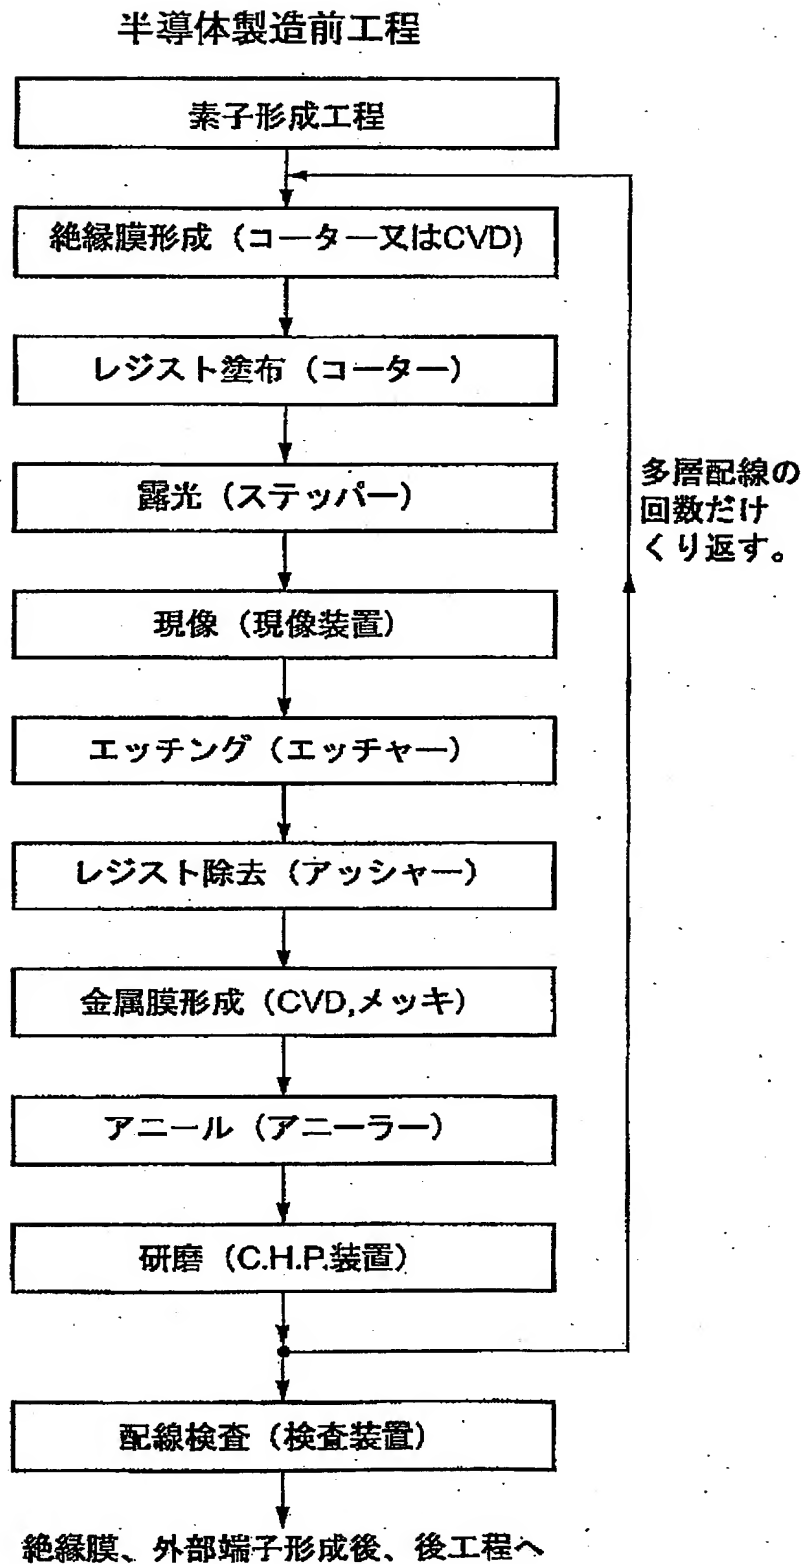 半導体製造前工程
素子形成工程
絶縁膜形成（コーター又はCVD)
レジスト塗布（コーター）
露光（ステッパー）
多層配線の
回数だけ
くり返す。
現像（現像装置）
エッチング（エッチャー）
レジスト除去（アッシャー）
金属膜形成（CVD,メッキ）
アニール（アニーラー）
研磨（C.H.P.装置）
配線検査（検査装置）
絶縁膜、外部端子形成後、後工程へ